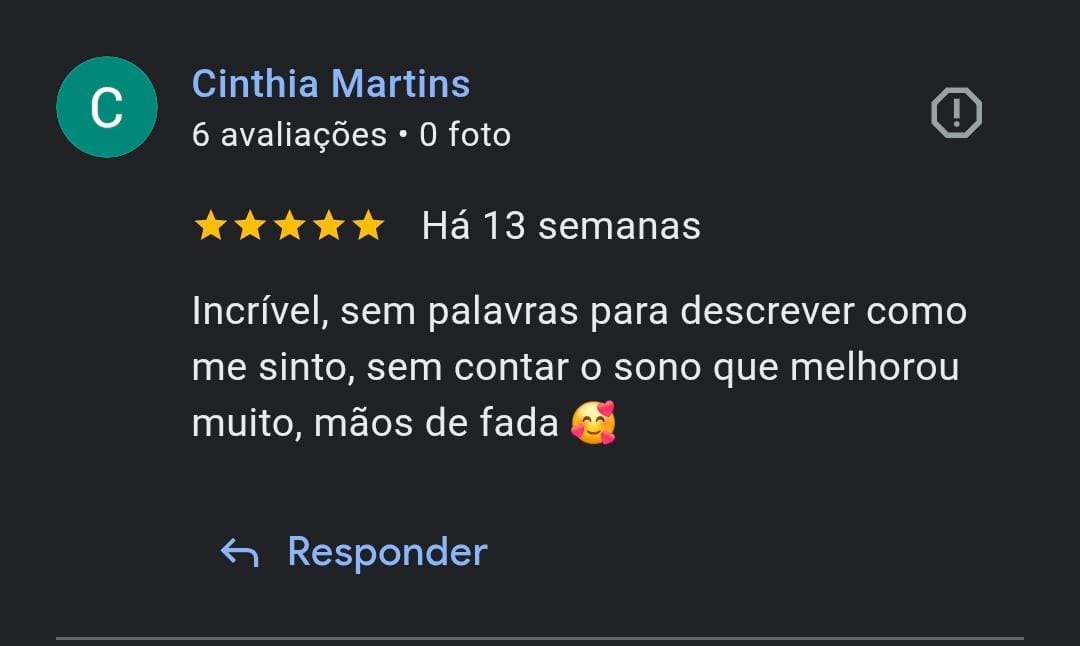 C
Cinthia Martins
6 avaliações • 0 foto
Há 13 semanas
Incrível, sem palavras para descrever como
me sinto, sem contar o sono que melhorou
muito, mãos de fada 🥰
Responder